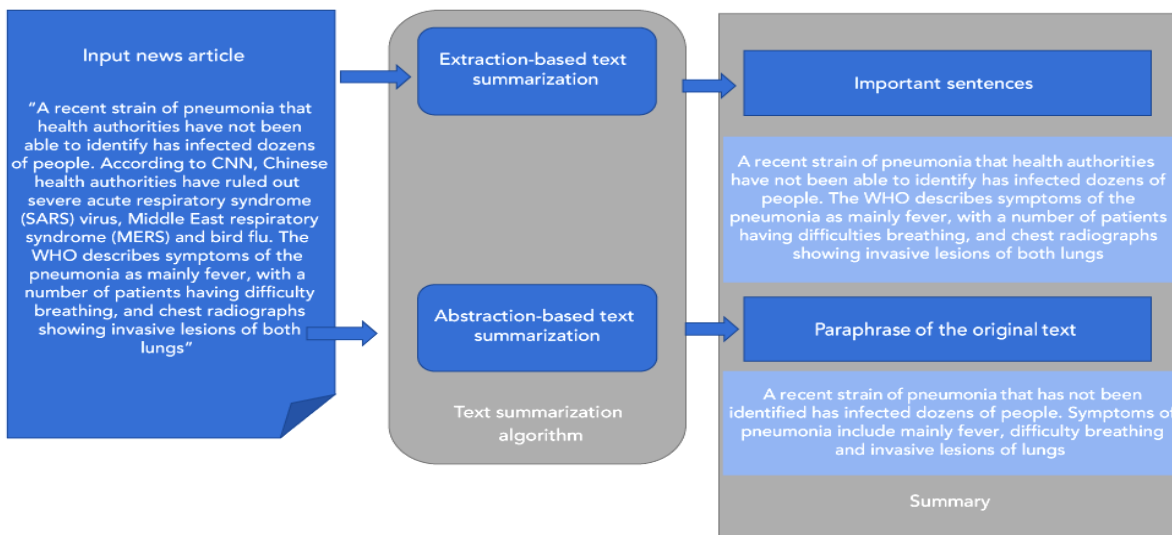 Input news article
“A recent strain of pneumonia that
health authorities have not been
able to identify has infected dozens
of people. According to CNN, Chinese
health authorities have ruled out
severe acute respiratory syndrome
(SARS) virus, Middle East respiratory
syndrome (MERS) and bird flu. The
WHO describes symptoms of the
pneumonia as mainly fever, with a
number of patients having difficulty
breathing, and chest radiographs
showing invasive lesions of both
lungs”
Extraction-based text
summarization
Abstraction-based text
summarization
Text summarization
algorithm
Important sentences
A recent strain of pneumonia that health authorities
have not been able to identify has infected dozens of
people. The WHO describes symptoms of the
pneumonia as mainly fever, with a number of patients
having difficulties breathing, and chest radiographs
showing invasive lesions of both lungs
Paraphrase of the original text
A recent strain of pneumonia that has not been
identified has infected dozens of people. Symptoms of
pneumonia include mainly fever, difficulty breathing
and invasive lesions of lungs
Summary